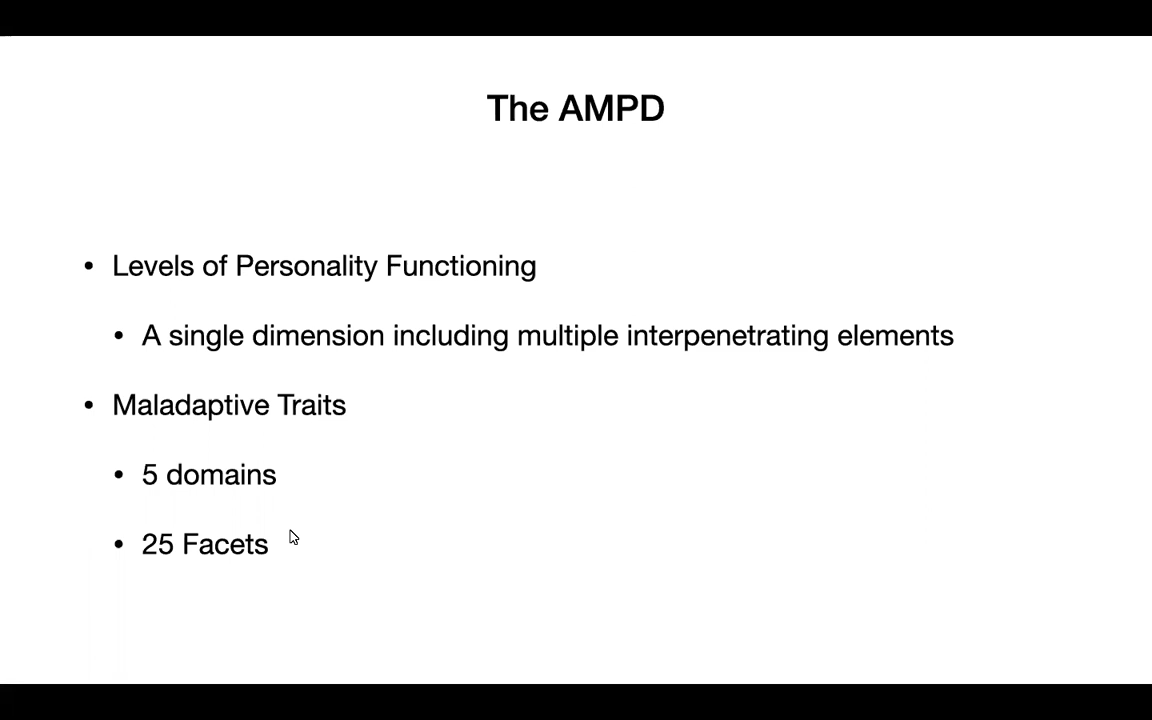 The AMPD
• Levels of Personality Functioning
• A single dimension including multiple interpenetrating elements
• Maladaptive Traits
• 5 domains
• 25 Facets